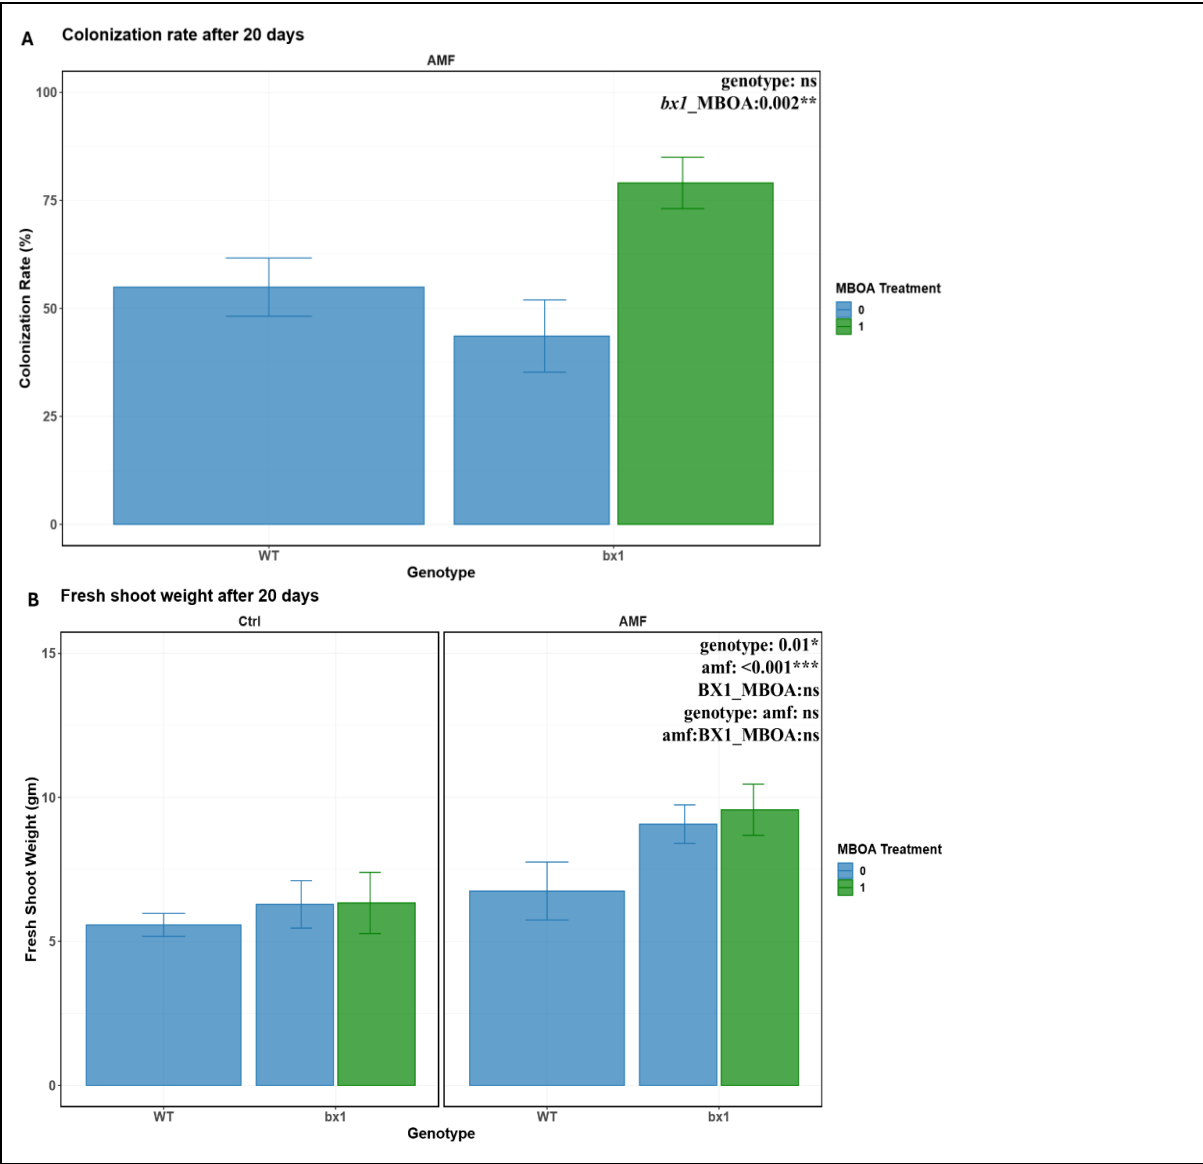 A Colonization rate after 20 days
AMF
genotype: ns
bx1_MBOA:0.002**
100
75
50
25
0
Colonization Rate (%)
WT
bx1
Genotype
MBOA Treatment
0
1
B Fresh shoot weight after 20 days
Ctrl
AMF
genotype: 0.01*
amf: <0.001***
BX1_MBOA:ns
genotype: amf: ns
amf:BX1_MBOA:ns
15
10
5
0
Fresh Shoot Weight (gm)
WT
bx1
WT
bx1
Genotype
MBOA Treatment
0
1